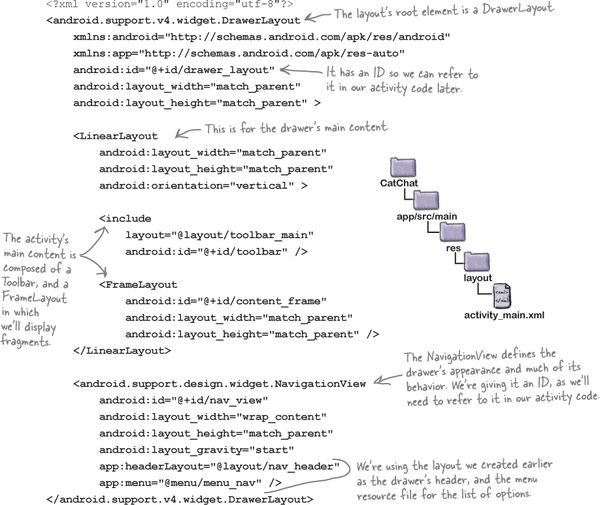 <?xml version="1.0" encoding="utf-8"?>
<android.support.v4.widget.DrawerLayout
The layout's root element is a DrawerLayout.
xmlns:android="http://schemas.android.com/apk/res/android"
xmlns:app="http://schemas.android.com/apk/res-auto"
android:id="@+id/drawer_layout"
It has an ID so we can refer to
it in our activity code later.
android:layout_width="match_parent"
android:layout_height="match_parent" >
<LinearLayout
This is for the drawer's main content
android:layout_width="match_parent"
android:layout_height="match_parent"
android:orientation="vertical" >
<include
layout="@layout/toolbar_main"
android:id="@+id/toolbar" />
The activity's
main content is
composed of a
Toolbar, and a
FrameLayout
in which
we'll display
fragments.
<FrameLayout
android:id="@+id/content_frame"
android:layout_width="match_parent"
android:layout_height="match_parent" />
</LinearLayout>
CatChat
app/src/main
res
layout
<xml>
</xml>
activity_main.xml
<android.support.design.widget.NavigationView
android:id="@+id/nav_view"
android:layout_width="wrap_content"
android:layout_height="match_parent"
android:layout_gravity="start"
app:headerLayout="@layout/nav_header"
app:menu="@menu/menu_nav" />
</android.support.v4.widget.DrawerLayout>
The NavigationView defines the
drawer's appearance and much of its
behavior. We're giving it an ID, as we'll
need to refer to it in our activity code.
We're using the layout we created earlier
as the drawer's header, and the menu
resource file for the list of options.